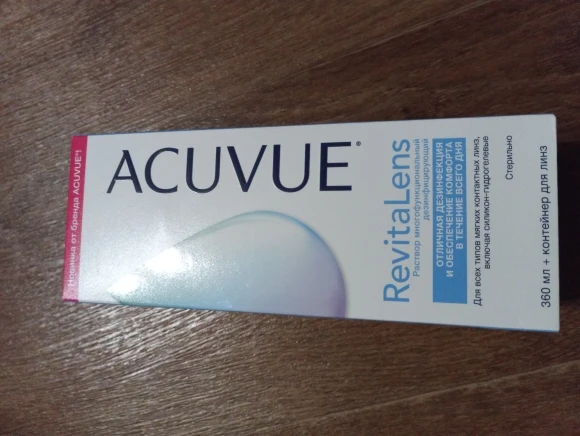 Новинка от бренда ACUVUE®!
ACUVUE®
RevitaLens
Раствор многофункциональный
дезинфицирующий
ОТЛИЧНАЯ ДЕЗИНФЕКЦИЯ
И ОБЕСПЕЧЕНИЕ КОМФОРТА
В ТЕЧЕНИЕ ВСЕГО ДНЯ
Для всех типов мягких контактных линз,
включая силикон-гидрогелевые
Стерильно
360 мл + контейнер для линз